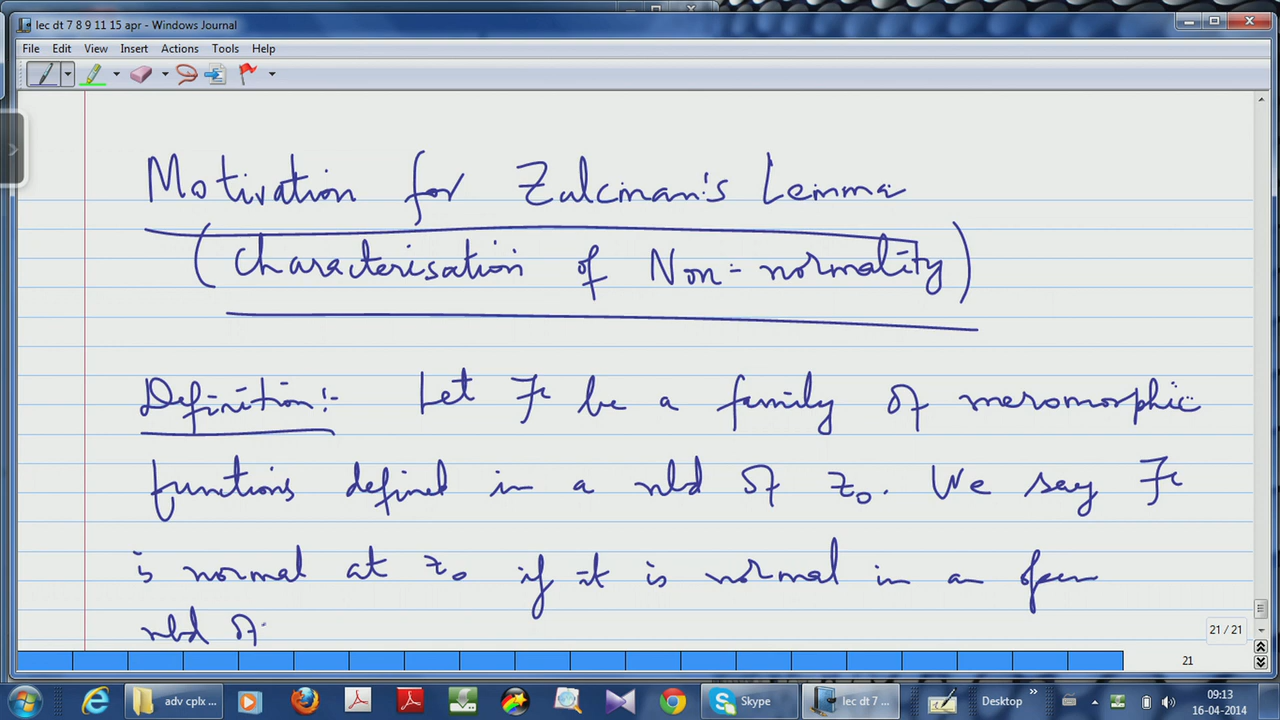 lec dt 7 8 9 11 15 apr - Windows Journal
File Edit View Insert Actions Tools Help
Motivation for Zulcman's Lemma
(Characterisation of Non-normality)
Definition:- Let F be a family of meromorphic
functions defined in a nbd of z₀. We say F
is normal at z₀ if it is normal in an open
nbd of
21 / 21
21
adv cplx ...
Skype
lec dt 7 ...
Desktop
09:13
16-04-2014